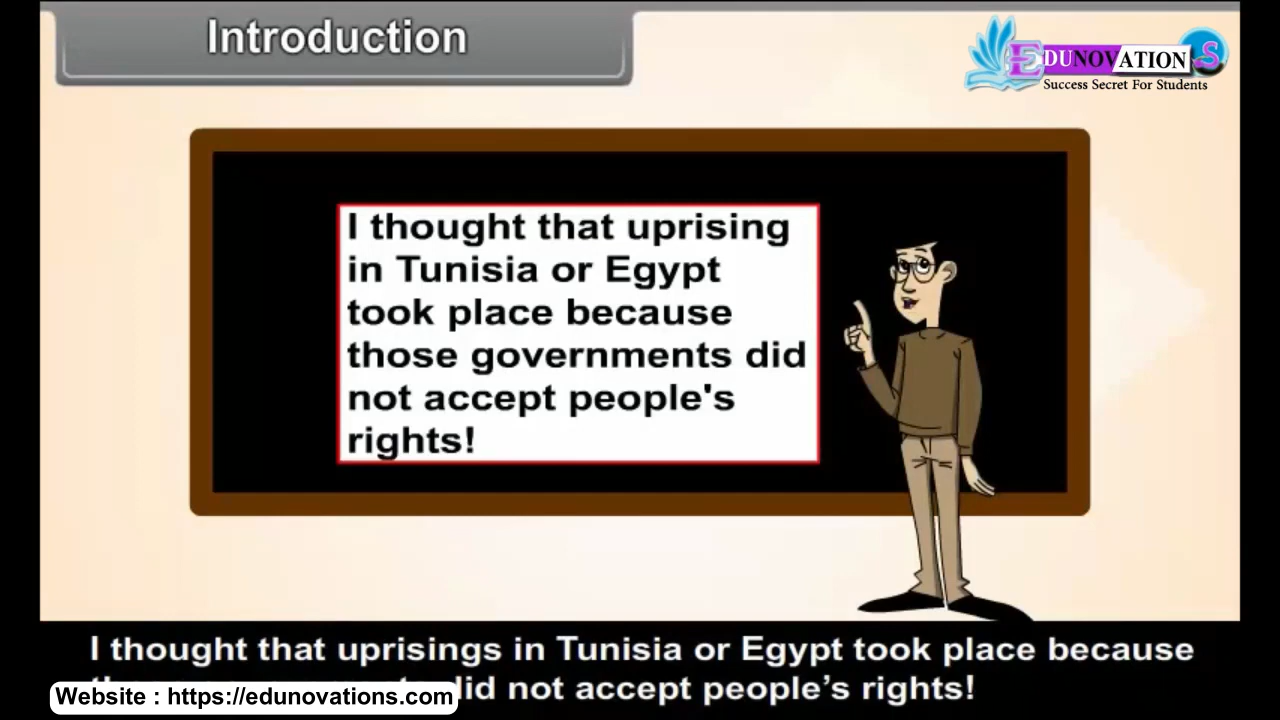 Introduction
EDUNOVATION S
Success Secret For Students
I thought that uprising
in Tunisia or Egypt
took place because
those governments did
not accept people's
rights!
I thought that uprisings in Tunisia or Egypt took place because
did not accept people’s rights!
Website : https://edunovations.com